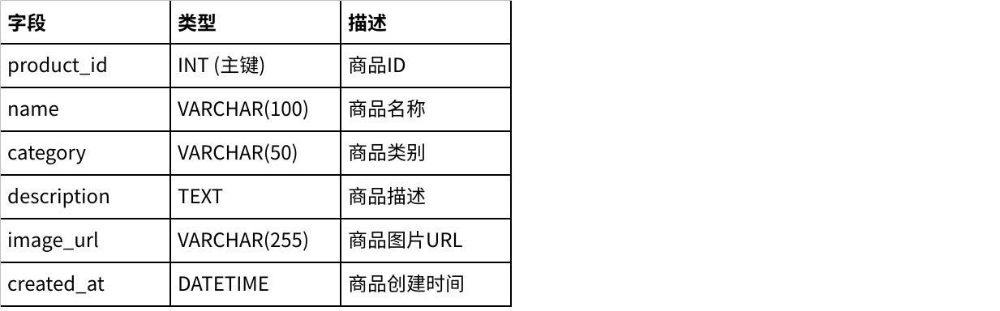 字段 类型 描述
product_id INT (主键) 商品ID
name VARCHAR(100) 商品名称
category VARCHAR(50) 商品类别
description TEXT 商品描述
image_url VARCHAR(255) 商品图片URL
created_at DATETIME 商品创建时间